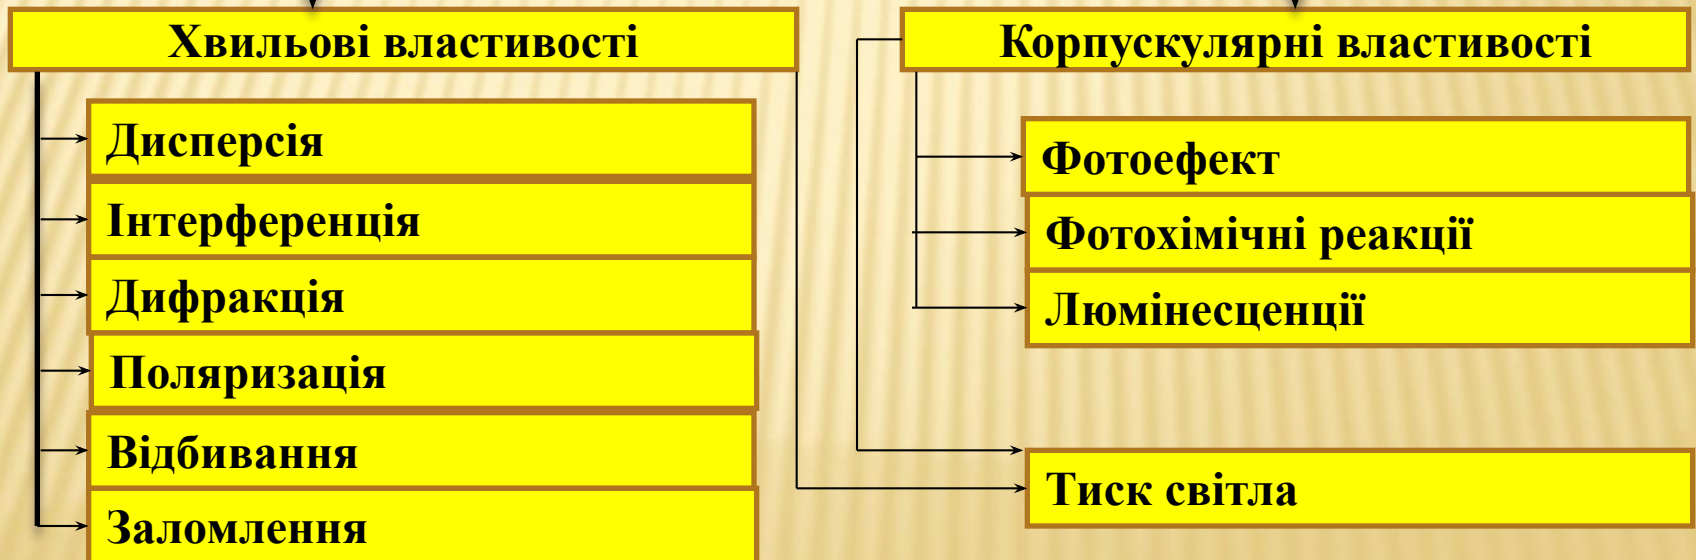 Хвильові властивості
Дисперсія
Інтерференція
Дифракція
Поляризація
Відбивання
Заломлення
Корпускулярні властивості
Фотоефект
Фотохімічні реакції
Люмінесценції
Тиск світла